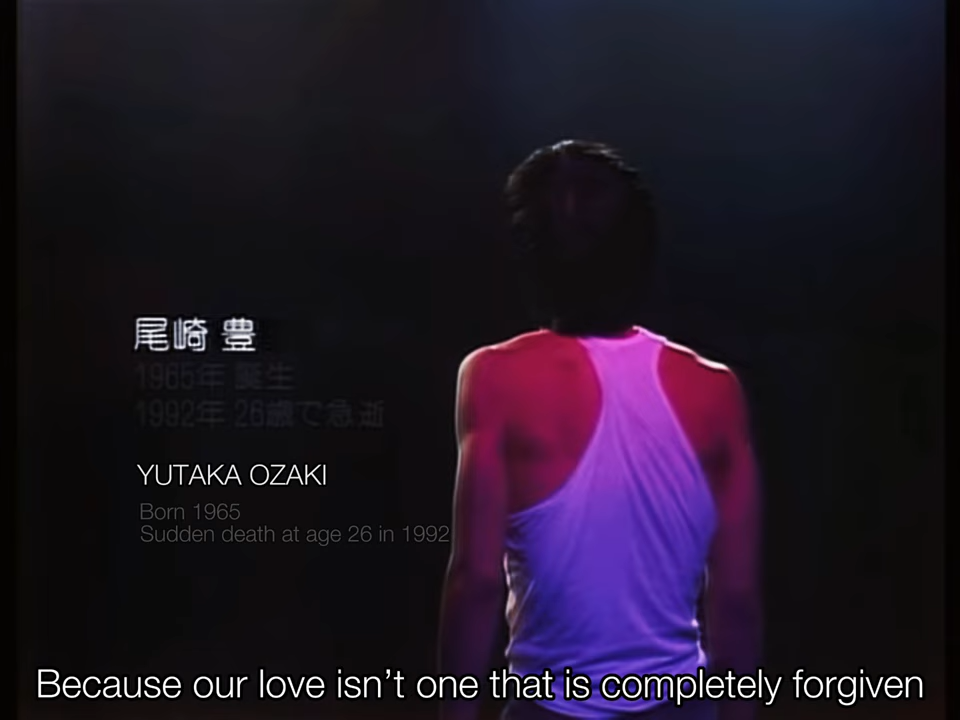 尾崎 豊
1965年 誕生
1992年 26歳で急逝
YUTAKA OZAKI
Born 1965
Sudden death at age 26 in 1992
Because our love isn't one that is completely forgiven